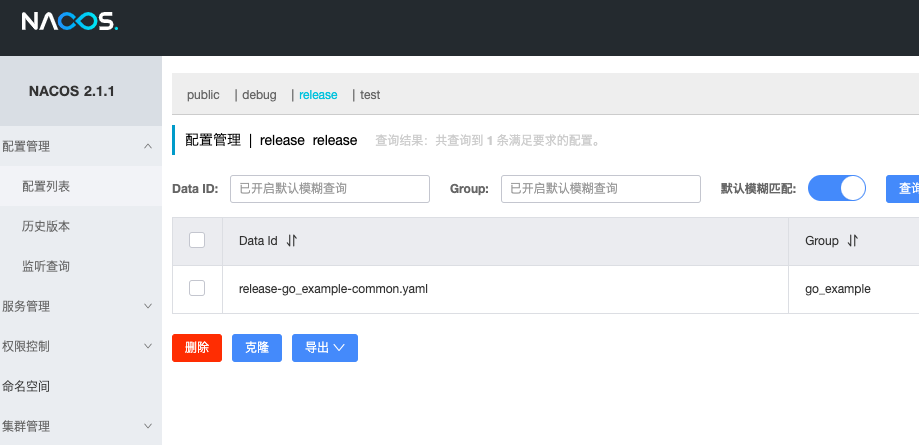 NACOS.
NACOS 2.1.1
配置管理
配置列表
历史版本
监听查询
服务管理
权限控制
命名空间
集群管理
public | debug | release | test
配置管理 | release release 查询结果：共查询到 1 条满足要求的配置。
Data ID: 已开启默认模糊查询 Group: 已开启默认模糊查询 默认模糊匹配: 查询
Data Id Group
release-go_example-common.yaml go_example
删除 克隆 导出